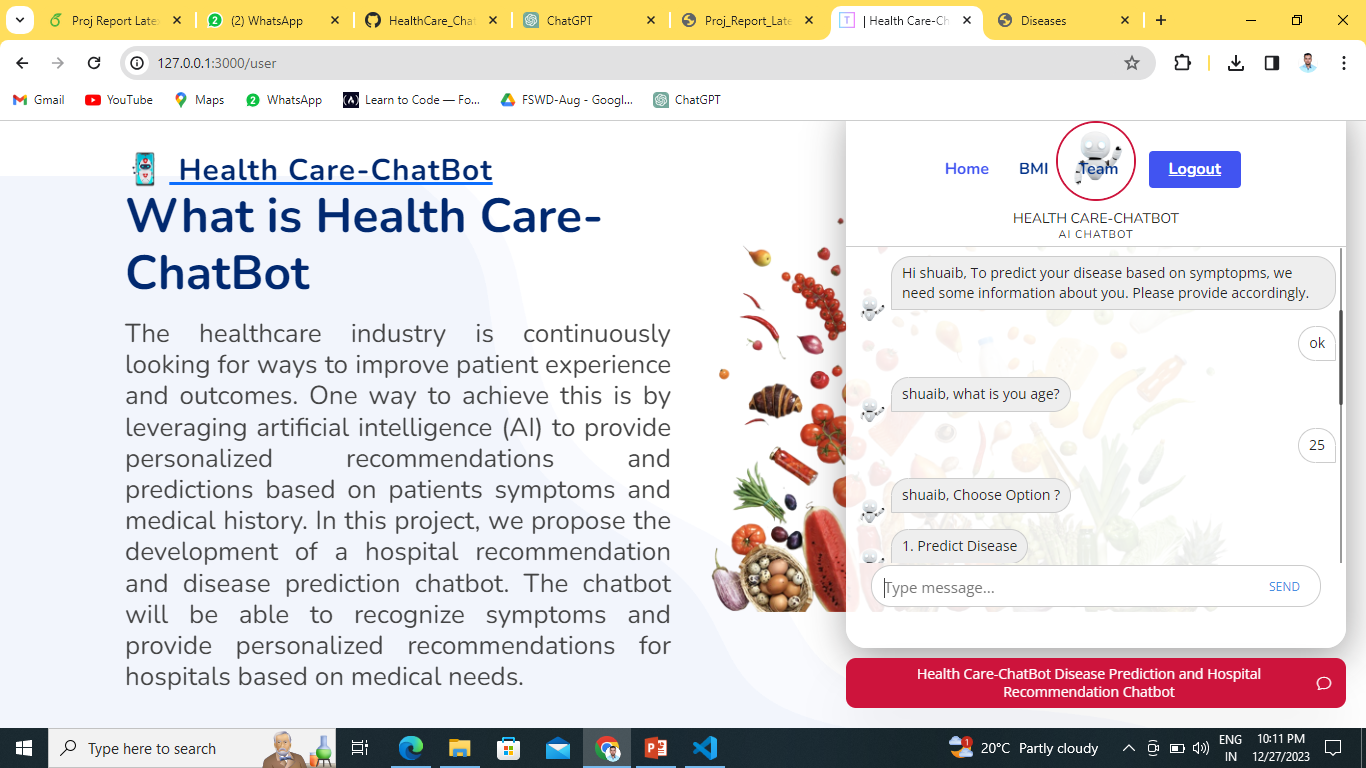 Proj Report Late
(2) WhatsApp
HealthCare_Cha
ChatGPT
Proj_Report_Late
| Health Care-Ch
Diseases
127.0.0.1:3000/user
Gmail
YouTube
Maps
WhatsApp
Learn to Code — Fo...
FSWD-Aug - Googl...
ChatGPT
Health Care-ChatBot
What is Health Care-
ChatBot
The healthcare industry is continuously
looking for ways to improve patient experience
and outcomes. One way to achieve this is by
leveraging artificial intelligence (AI) to provide
personalized recommendations and
predictions based on patients symptoms and
medical history. In this project, we propose the
development of a hospital recommendation
and disease prediction chatbot. The chatbot
will be able to recognize symptoms and
provide personalized recommendations for
hospitals based on medical needs.
Home BMI Team Logout
HEALTH CARE-CHATBOT
AI CHATBOT
Hi shuaib, To predict your disease based on symptopms, we
need some information about you. Please provide accordingly.
ok
shuaib, what is you age?
25
shuaib, Choose Option ?
1. Predict Disease
Type message...
SEND
Health Care-ChatBot Disease Prediction and Hospital
Recommendation Chatbot
Type here to search
1
20°C Partly cloudy
ENG
IN
10:11 PM
12/27/2023